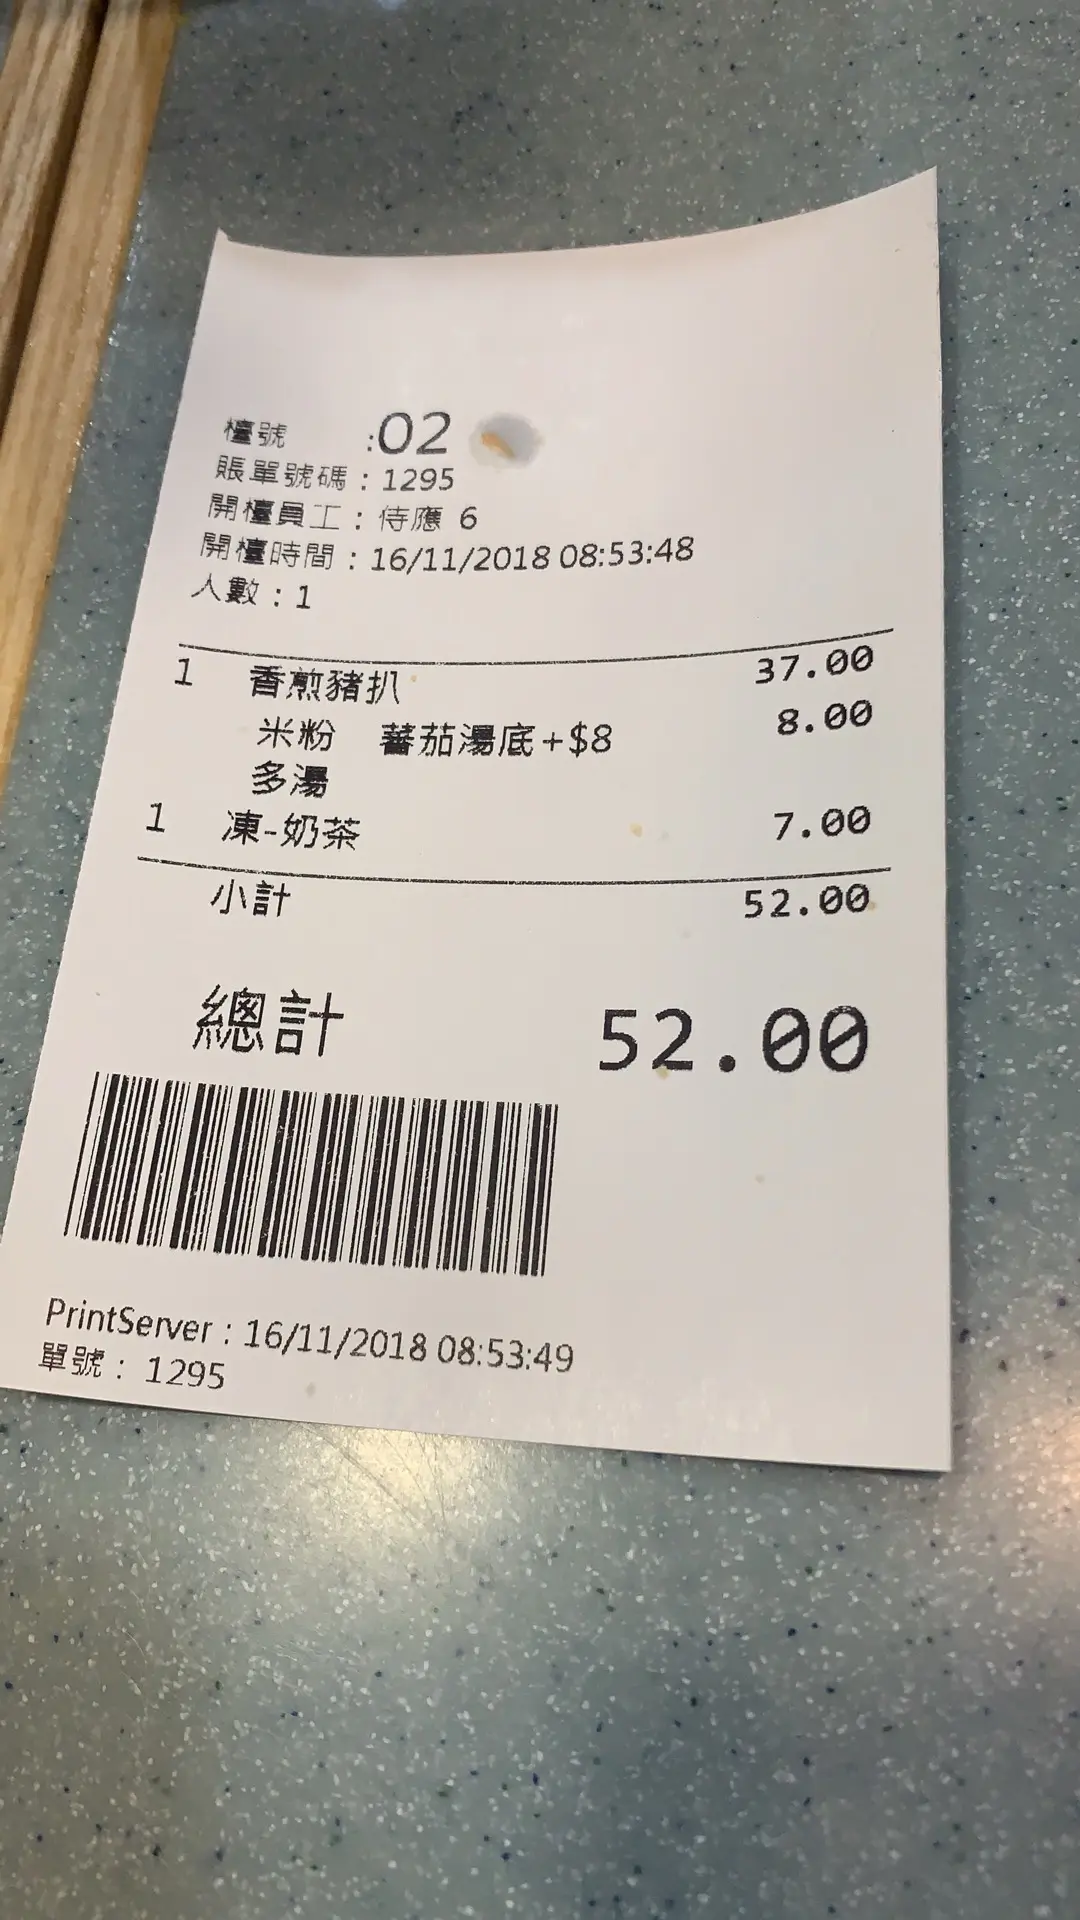 檯號 :02
賬單號碼：1295
開檯員工：侍應 6
開檯時間：16/11/2018 08:53:48
人數：1
1 香煎豬扒 37.00
米粉 蕃茄湯底+$8 8.00
多湯
1 凍-奶茶 7.00
小計 52.00
總計 52.00
PrintServer : 16/11/2018 08:53:49
單號： 1295